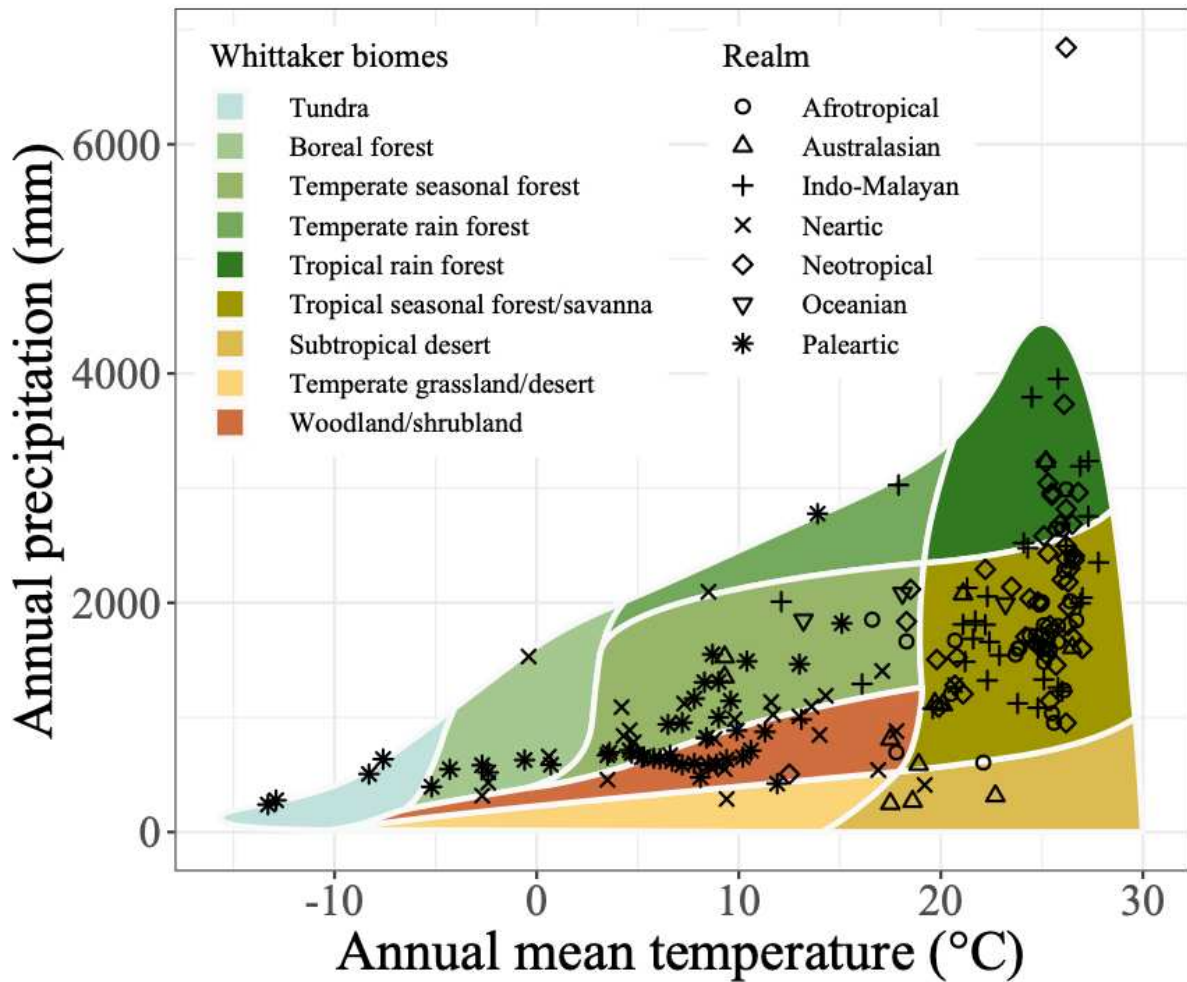 Whittaker biomes
Tundra
Boreal forest
Temperate seasonal forest
Temperate rain forest
Tropical rain forest
Tropical seasonal forest/savanna
Subtropical desert
Temperate grassland/desert
Woodland/shrubland
Realm
Afrotropical
Australasian
Indo-Malayan
Neartic
Neotropical
Oceanian
Paleartic
Annual precipitation (mm)
6000
4000
2000
0
-10 0 10 20 30
Annual mean temperature (°C)